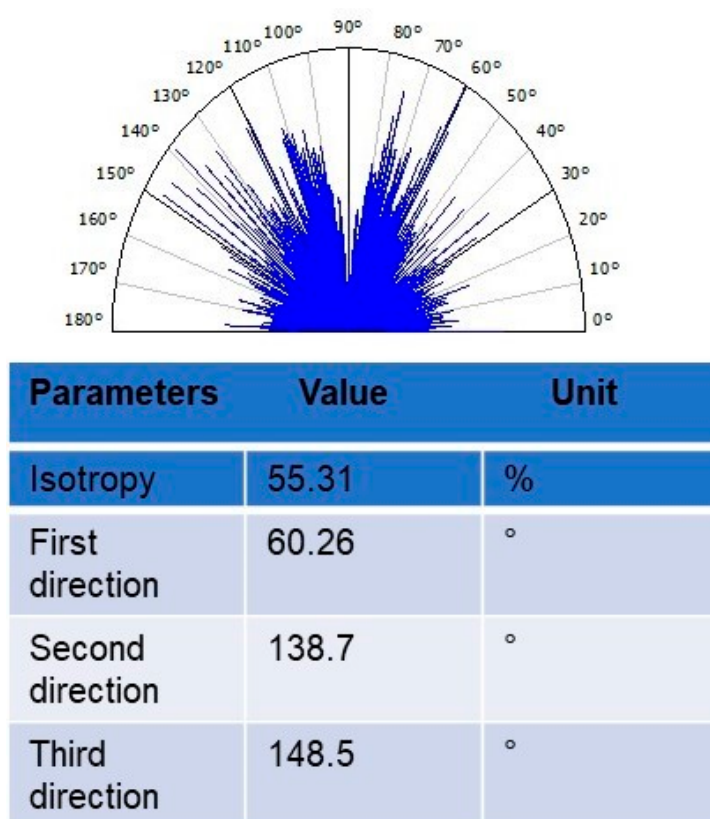 90°
100° 80°
110° 70°
120° 60°
130° 50°
140° 40°
150° 30°
160° 20°
170° 10°
180° 0°
Parameters Value Unit
Isotropy 55.31 %
First
direction 60.26 °
Second
direction 138.7 °
Third
direction 148.5 °